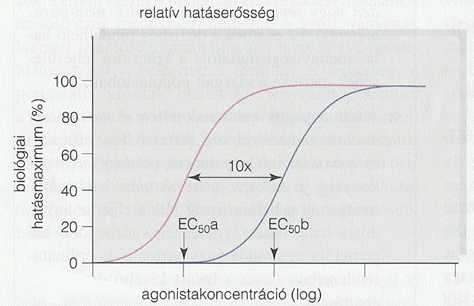 relatív hatáserősség
biológiai
hatásmaximum (%)
100
80
60
40
20
0
10x
EC50a
EC50b
agonistakoncentráció (log)